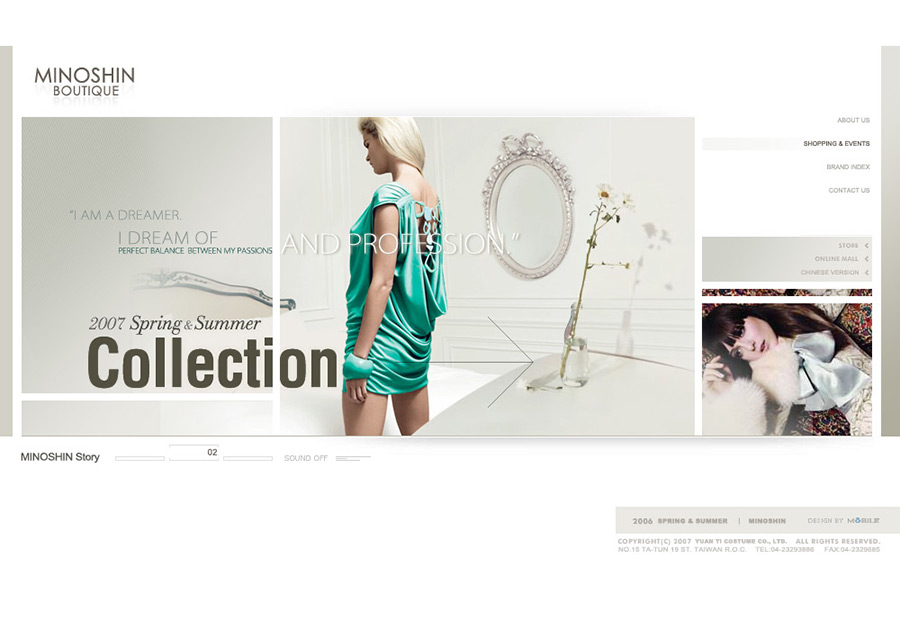 MINOSHIN
BOUTIQUE
ABOUT US
SHOPPING & EVENTS
BRAND INDEX
CONTACT US
"I AM A DREAMER.
I DREAM OF
PERFECT BALANCE BETWEEN MY PASSIONS
AND PROFESSION."
STORE
ONLINE MALL
CHINESE VERSION
2007 Spring & Summer
Collection
MINOSHIN Story
02
SOUND OFF
2006 SPRING & SUMMER | MINOSHIN DESIGN BY MOBILE
COPYRIGHT(C) 2007 YUAN TI COSTUME CO., LTD. ALL RIGHTS RESERVED.
NO.15 TA-TUN 19 ST. TAIWAN R.O.C. TEL:04-23293886 FAX:04-2329685